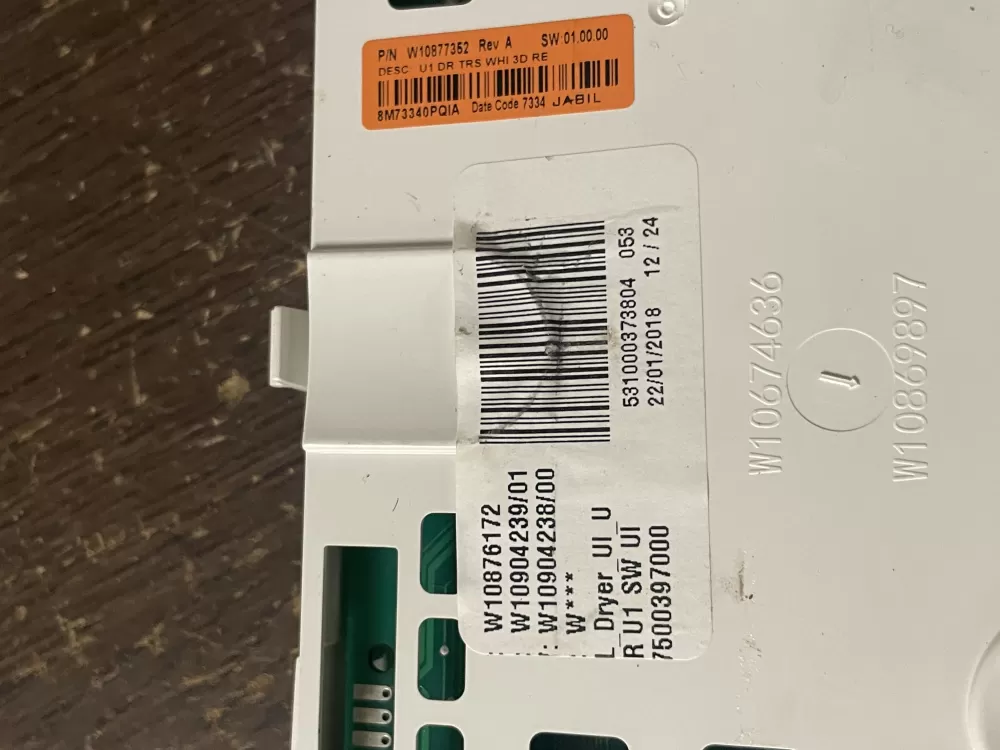 P/N W10877352 Rev A SW:01.00.00
DESC: U1 DR TRS WHI 3D RE
8M73340PQIA Date Code 7334 JABIL
531000373804 053
22/01/2018 12 / 24
: W10876172
: W10904239/01
: W10904238/00
: W****
L_Dryer_UI_U
R U1 SW UI
7500397000
W10674636
W10869897